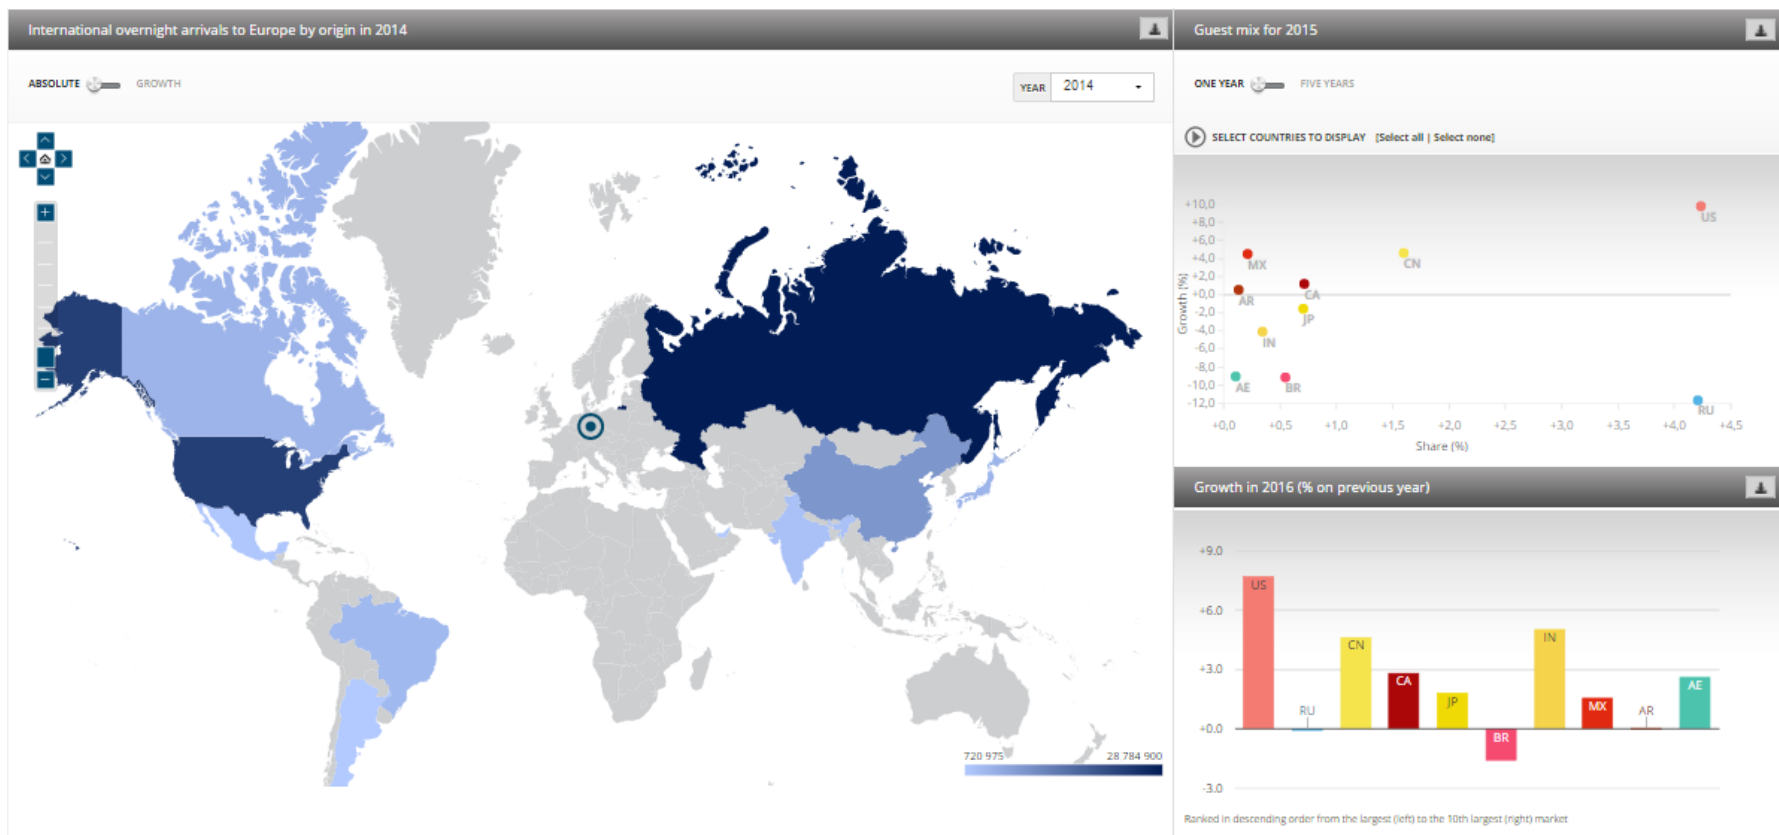 International overnight arrivals to Europe by origin in 2014
ABSOLUTE GROWTH
YEAR 2014
720 975 28 784 900
Guest mix for 2015
ONE YEAR FIVE YEARS
SELECT COUNTRIES TO DISPLAY [Select all | Select none]
+10,0
+8,0
+6,0
+4,0
+2,0
+0,0
-2,0
-4,0
-6,0
-8,0
-10,0
-12,0
Growth (%)
US
MX
CN
AR
CA
JP
IN
AE
BR
RU
+0,0 +0,5 +1,0 +1,5 +2,0 +2,5 +3,0 +3,5 +4,0 +4,5
Share (%)
Growth in 2016 (% on previous year)
+9.0
+6.0
+3.0
+0.0
-3.0
US
RU
CN
CA
JP
BR
IN
MX
AR
AE
Ranked in descending order from the largest (left) to the 10th largest (right) market